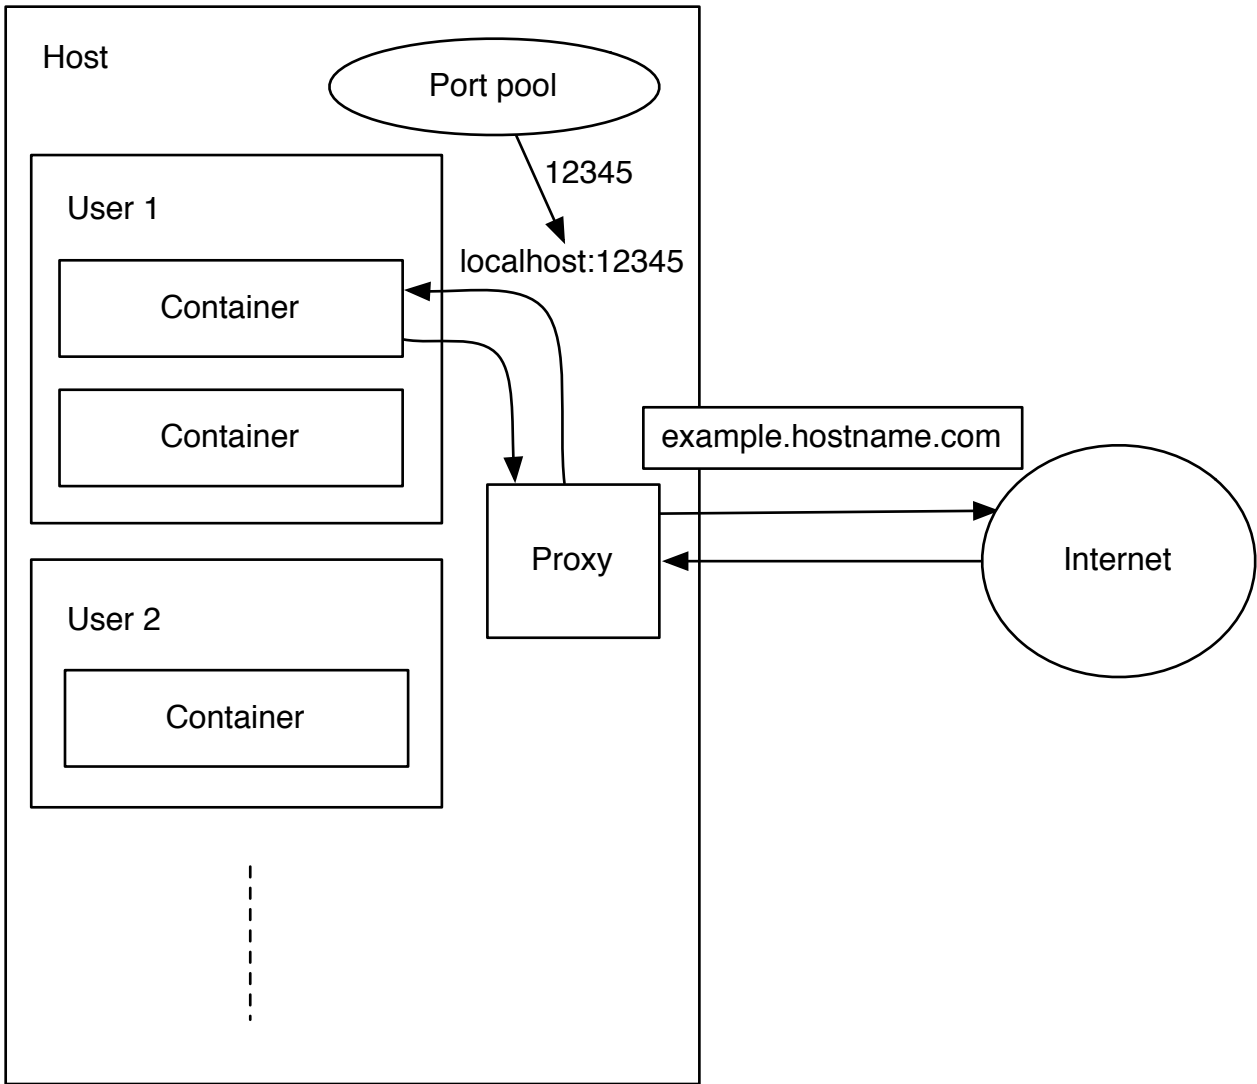 Host
Port pool
12345
User 1
localhost:12345
Container
Container
example.hostname.com
Proxy
Internet
User 2
Container